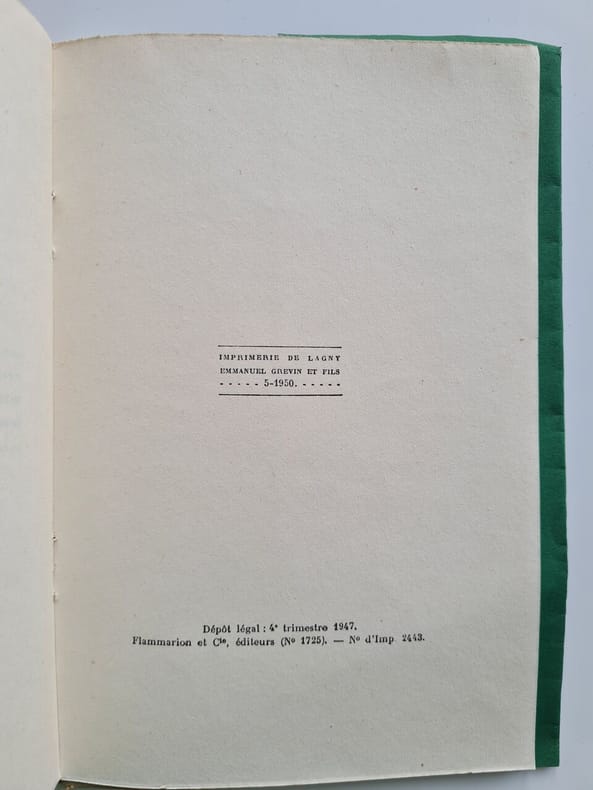 IMPRIMERIE DE LAGNY
EMMANUEL GREVIN ET FILS
- - - - - 5-1950. - - - - -
Dépôt légal : 4e trimestre 1947.
Flammarion et Cie, éditeurs (No 1725). — No d'Imp 2443.